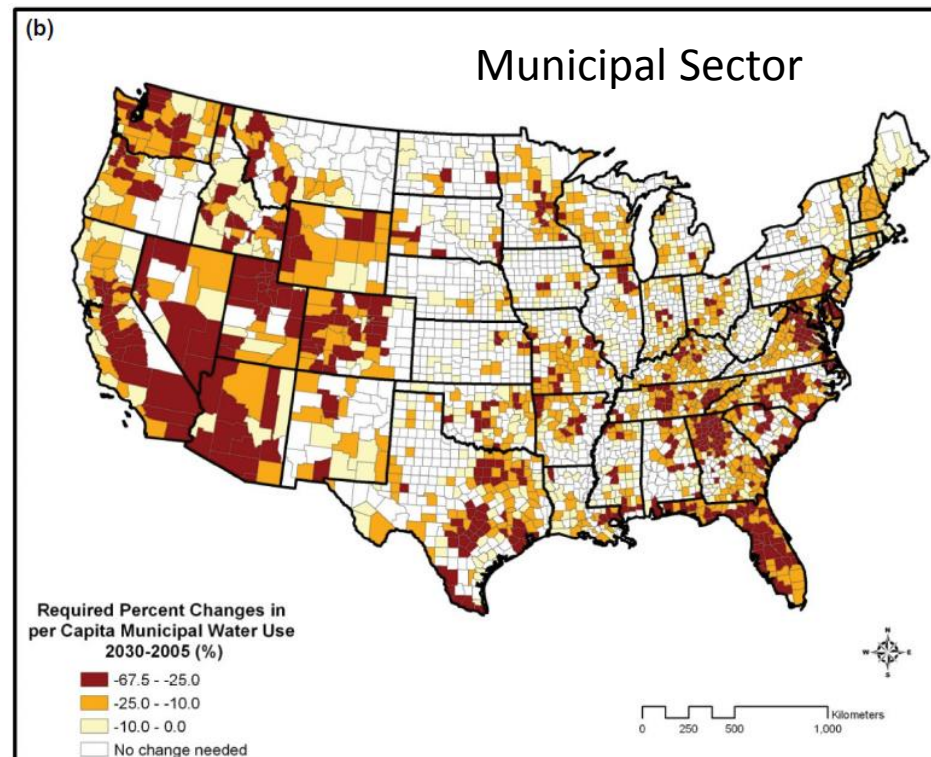 (b)
Municipal Sector
Required Percent Changes in
per Capita Municipal Water Use
2030-2005 (%)
-67.5 - -25.0
-25.0 - -10.0
-10.0 - 0.0
No change needed
N
W E
S
Kilometers
0 250 500 1,000